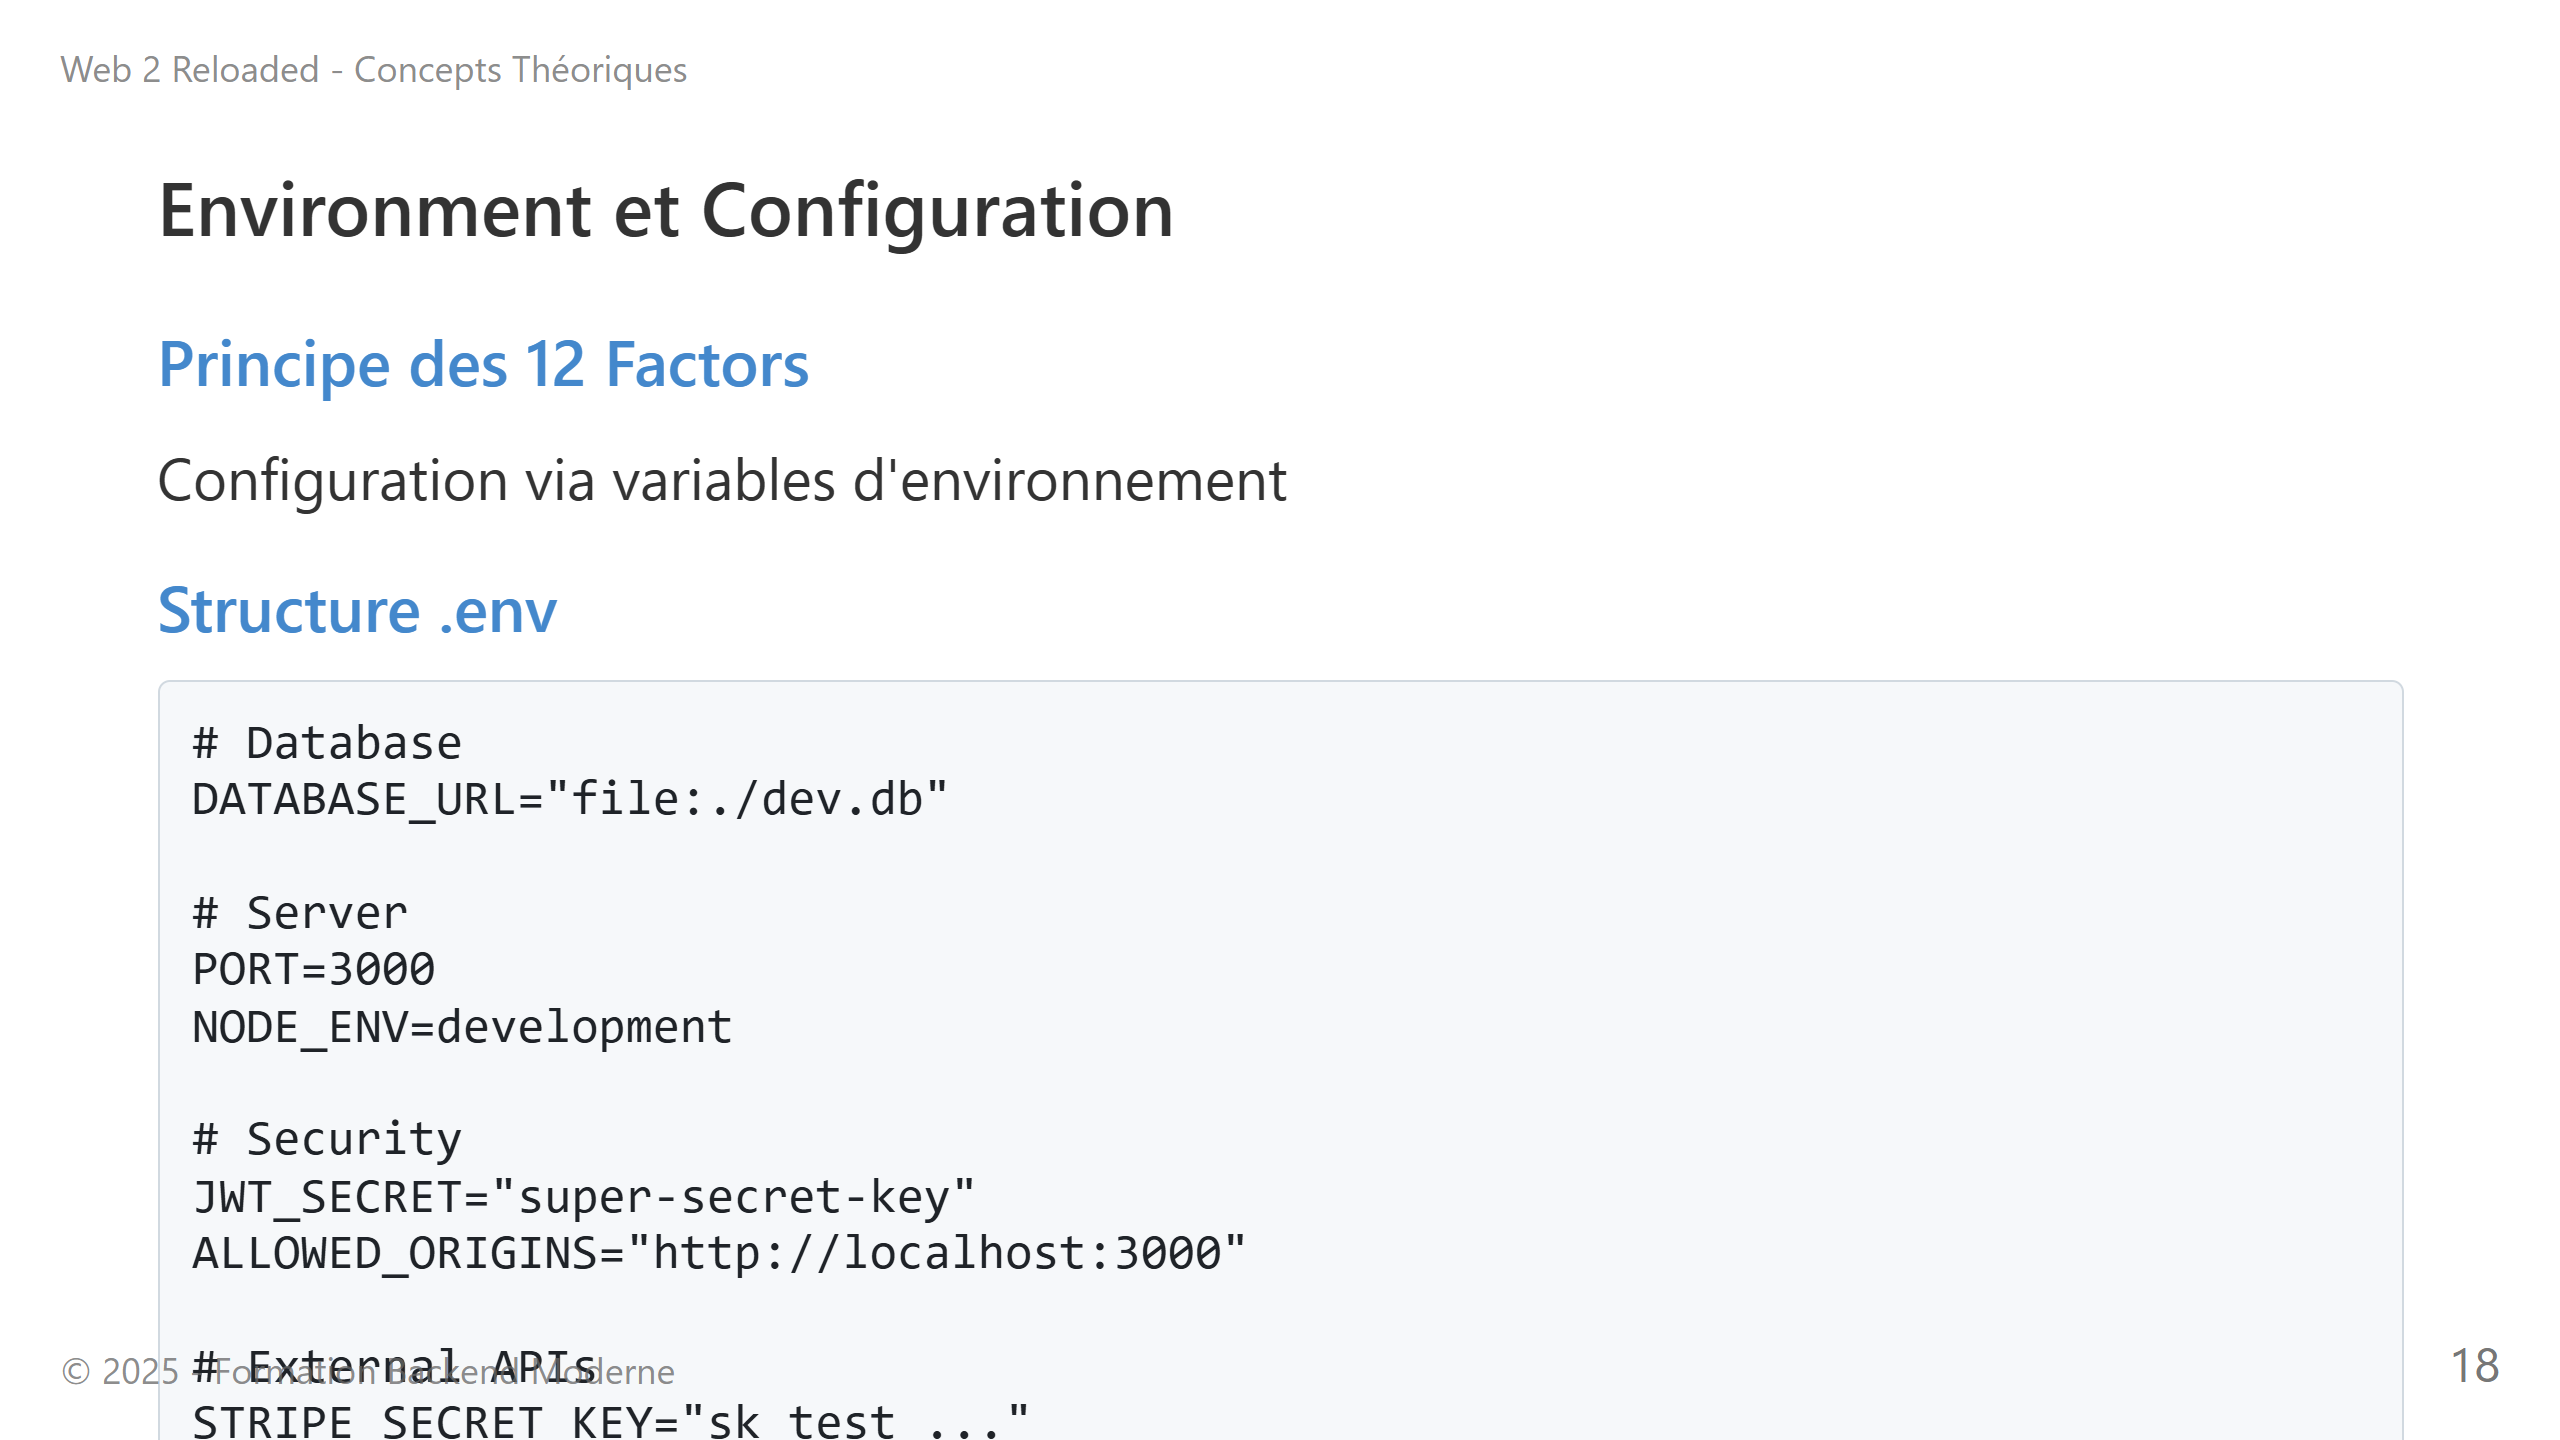 Web 2 Reloaded - Concepts Théoriques
Environment et Configuration
Principe des 12 Factors
Configuration via variables d'environnement
Structure .env
# Database
DATABASE_URL="file:./dev.db"
# Server
PORT=3000
NODE_ENV=development
# Security
JWT_SECRET="super-secret-key"
ALLOWED_ORIGINS="http://localhost:3000"
# External APIs
STRIPE_SECRET_KEY="sk_test_..."
© 2025 - Formation Backend Moderne
18